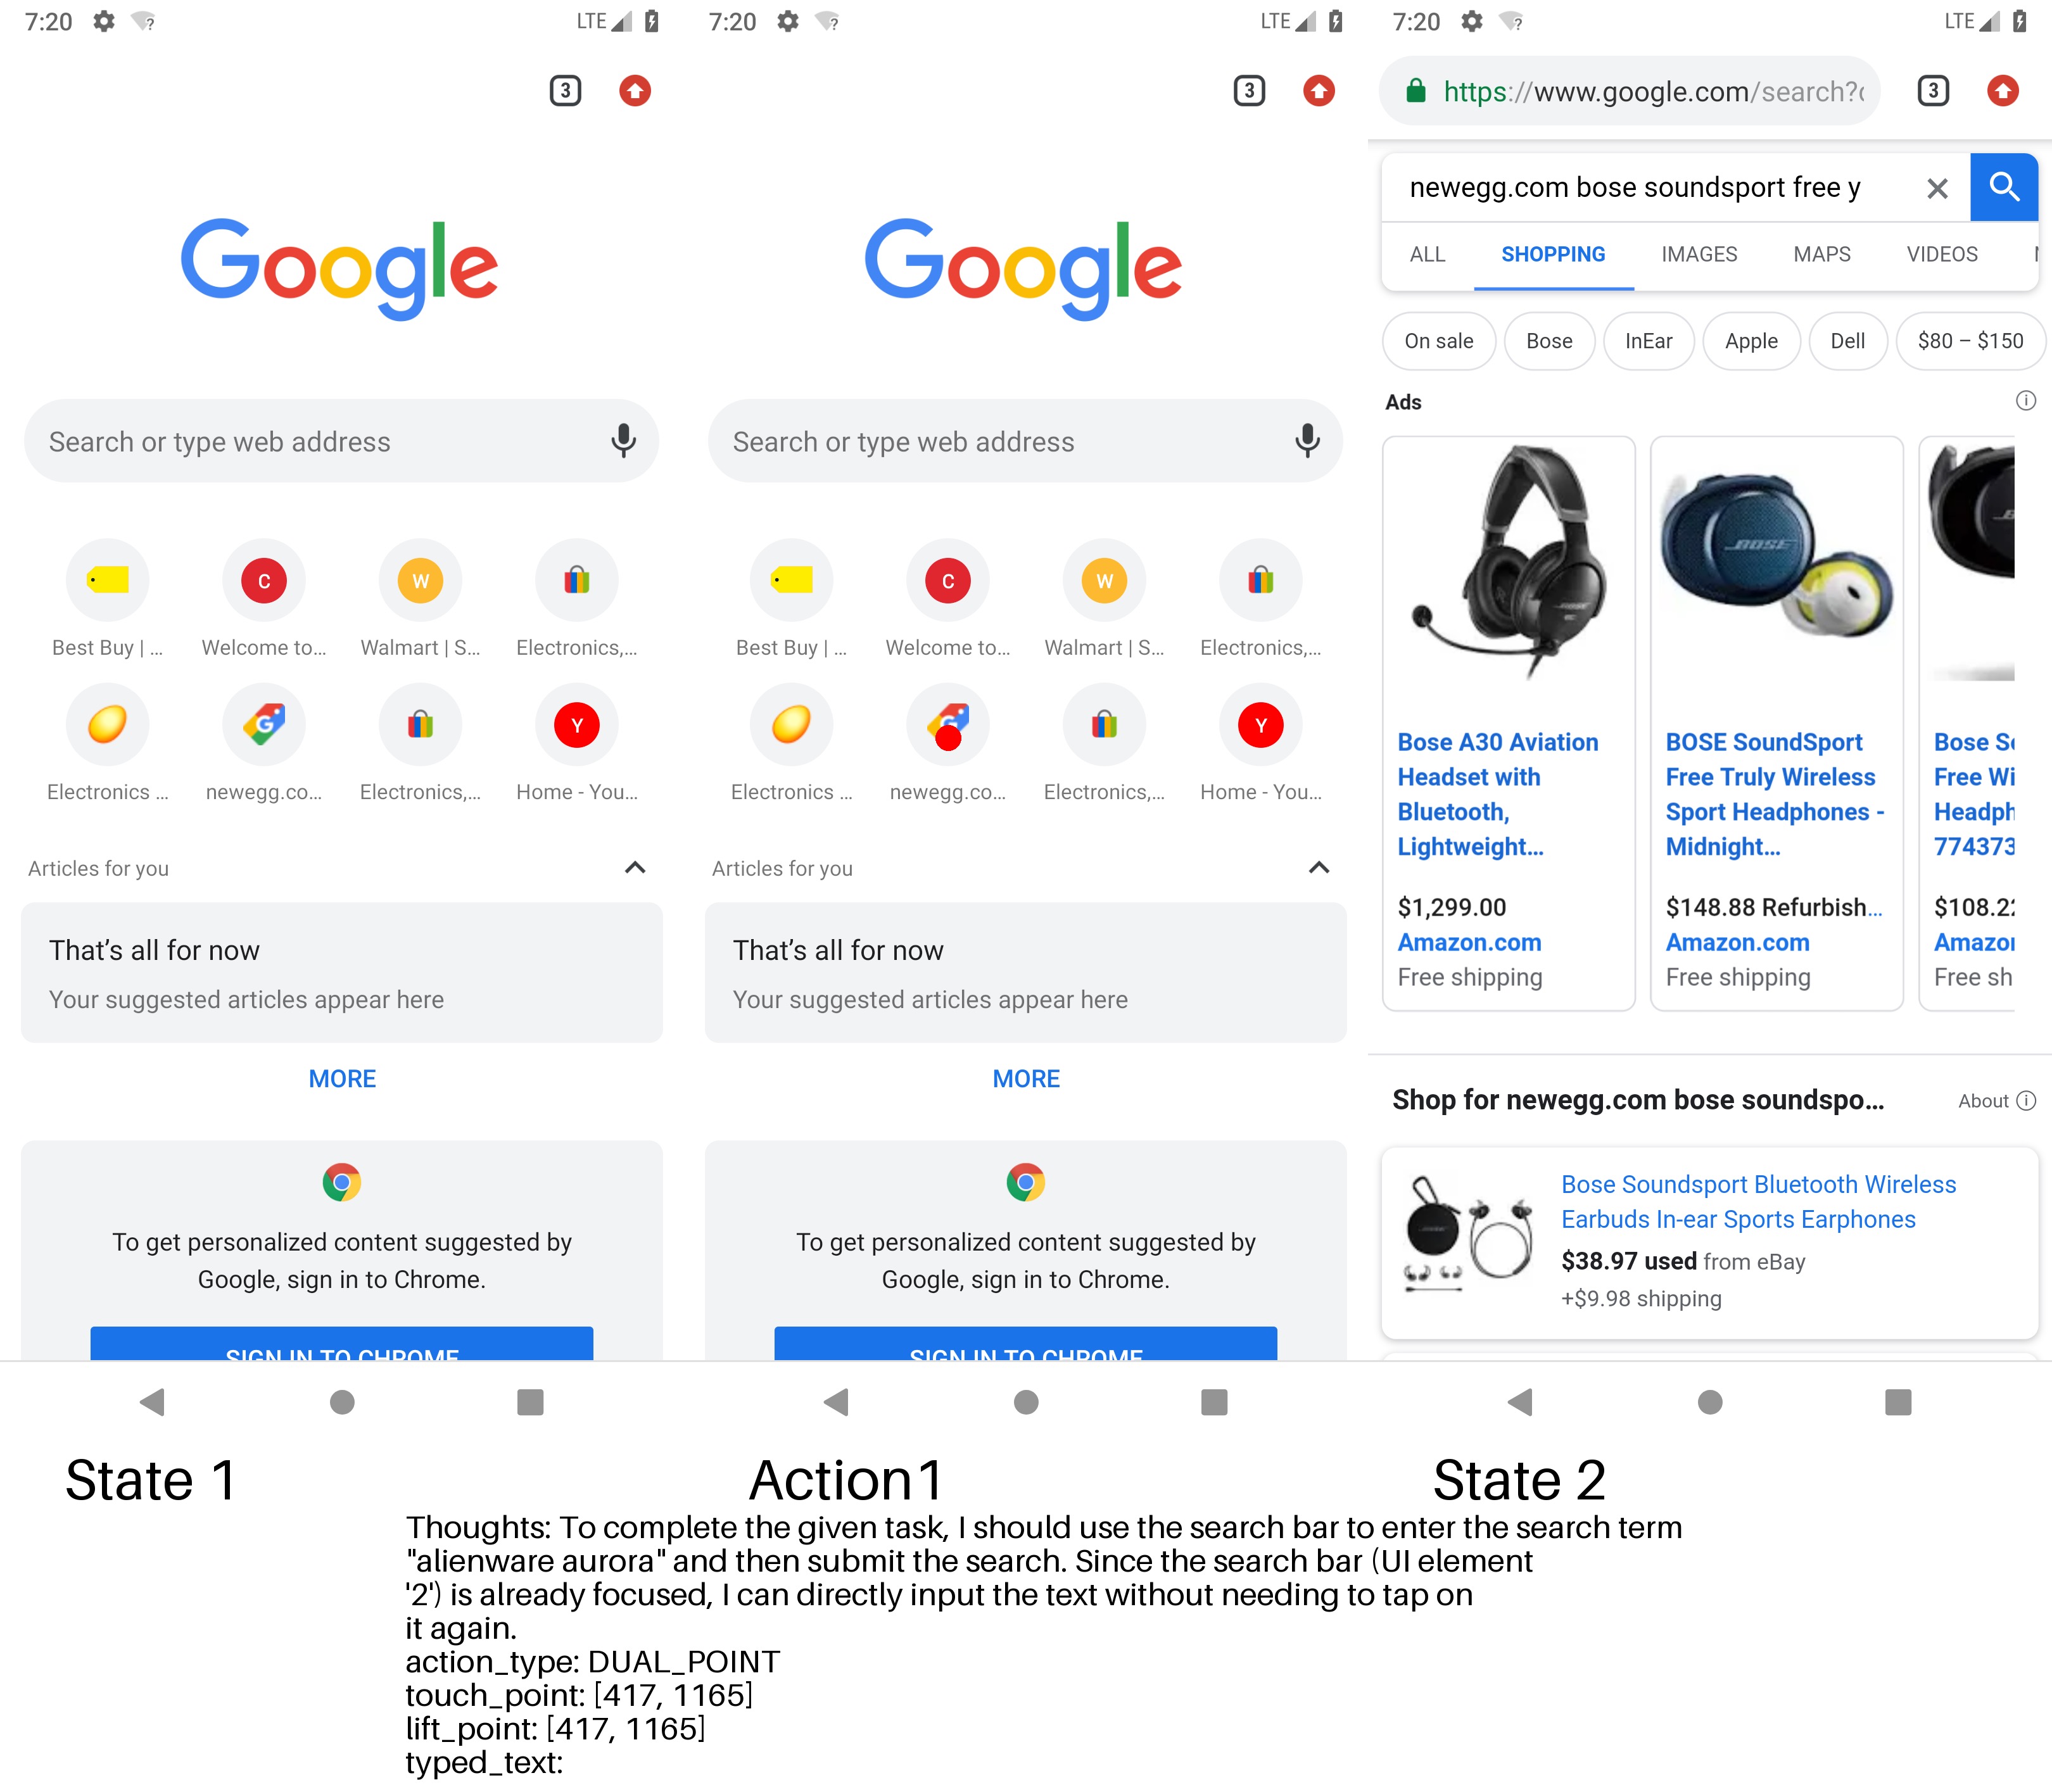 7:20
LTE
3
Google
Search or type web address
Best Buy | ...
C
Welcome to...
W
Walmart | S...
Electronics,...
Electronics ...
G
newegg.co...
Electronics,...
Y
Home - You...
Articles for you
That's all for now
Your suggested articles appear here
MORE
To get personalized content suggested by
Google, sign in to Chrome.
SIGN IN TO CHROME
State 1
7:20
LTE
3
Google
Search or type web address
Best Buy | ...
C
Welcome to...
W
Walmart | S...
Electronics,...
Electronics ...
G
newegg.co...
Electronics,...
Y
Home - You...
Articles for you
That's all for now
Your suggested articles appear here
MORE
To get personalized content suggested by
Google, sign in to Chrome.
SIGN IN TO CHROME
Action1
7:20
LTE
https://www.google.com/search?
3
newegg.com bose soundsport free y
ALL SHOPPING IMAGES MAPS VIDEOS
On sale Bose InEar Apple Dell $80 – $150
Ads
BOSE
Bose A30 Aviation
Headset with
Bluetooth,
Lightweight...
$1,299.00
Amazon.com
Free shipping
BOSE
BOSE SoundSport
Free Truly Wireless
Sport Headphones -
Midnight...
$148.88 Refurbish...
Amazon.com
Free shipping
Bose S
Free Wi
Headph
774373
$108.22
Amazo
Free sh
Shop for newegg.com bose soundspo...
About
Bose Soundsport Bluetooth Wireless
Earbuds In-ear Sports Earphones
$38.97 used from eBay
+$9.98 shipping
State 2
Thoughts: To complete the given task, I should use the search bar to enter the search term
"alienware aurora" and then submit the search. Since the search bar (UI element
'2') is already focused, I can directly input the text without needing to tap on
it again.
action_type: DUAL_POINT
touch_point: [417, 1165]
lift_point: [417, 1165]
typed_text: